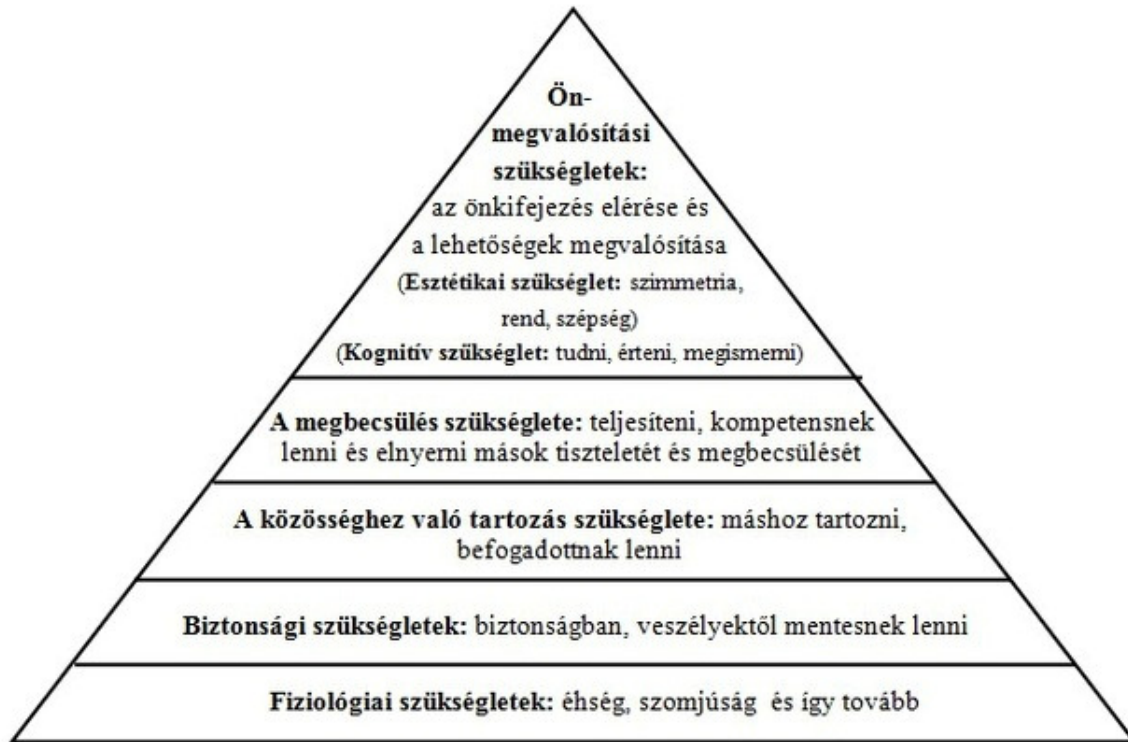 Ön-
megvalósítási
szükségletek:
az önkifejezés elérése és
a lehetőségek megvalósítása
(Esztétikai szükséglet: szimmetria,
rend, szépség)
(Kognitív szükséglet: tudni, érteni, megismerni)
A megbecsülés szükséglete: teljesíteni, kompetensnek
lenni és elnyerni mások tiszteletét és megbecsülését
A közösséghez való tartozás szükséglete: máshoz tartozni,
befogadottnak lenni
Biztonsági szükségletek: biztonságban, veszélyektől mentesnek lenni
Fiziológiai szükségletek: éhség, szomjúság és így tovább